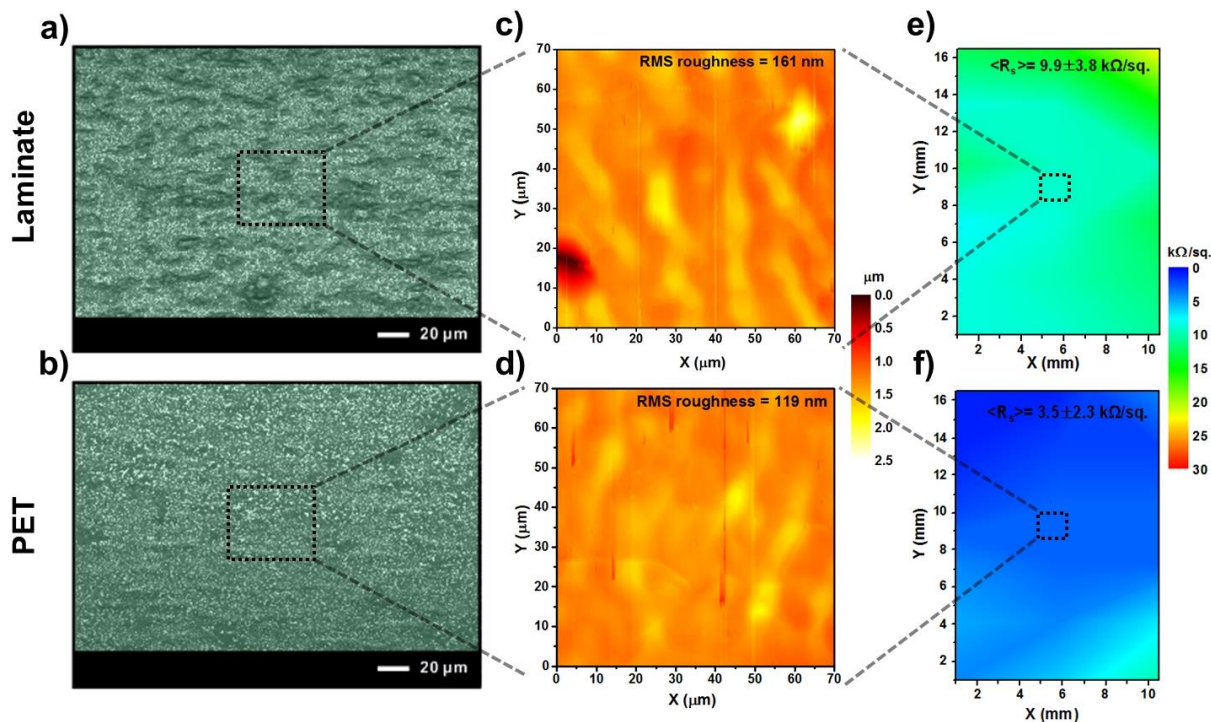 Laminate
a)
20 μm
c)
RMS roughness = 161 nm
70
60
50
40
30
20
10
0
Y (μm)
0 10 20 30 40 50 60 70
X (μm)
μm
0.0
0.5
1.0
1.5
2.0
2.5
e)
<Rs>= 9.9±3.8 kΩ/sq.
16
14
12
10
8
6
4
2
Y (mm)
2 4 6 8 10
X (mm)
kΩ/sq.
0
5
10
15
20
25
30
PET
b)
20 μm
d)
RMS roughness = 119 nm
70
60
50
40
30
20
10
0
Y (μm)
0 10 20 30 40 50 60 70
X (μm)
f)
<Rs>= 3.5±2.3 kΩ/sq.
16
14
12
10
8
6
4
2
Y (mm)
2 4 6 8 10
X (mm)